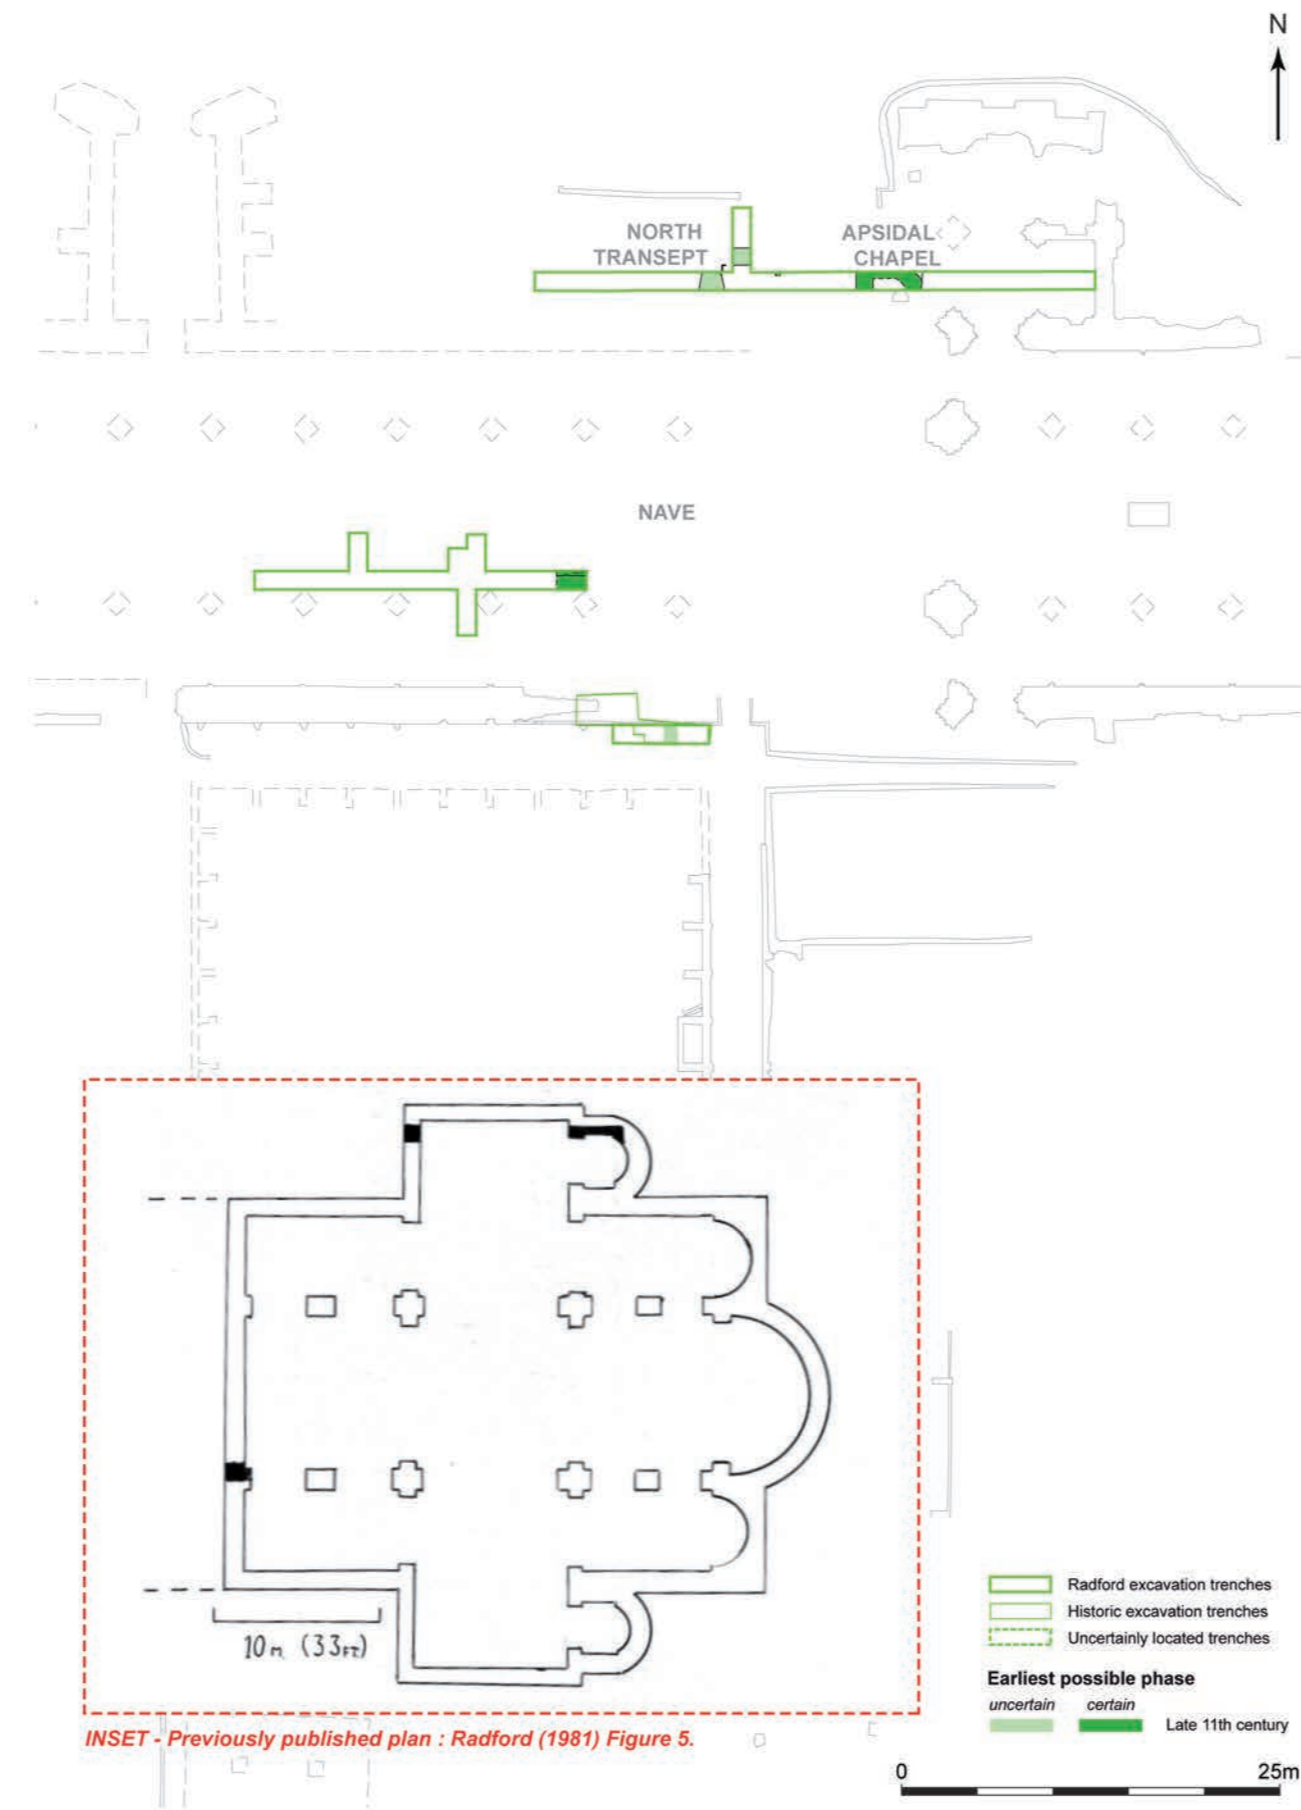 N
NORTH
TRANSEPT
APSIDAL
CHAPEL
NAVE
10 m. (33FT.)
INSET - Previously published plan : Radford (1981) Figure 5.
Radford excavation trenches
Historic excavation trenches
Uncertainly located trenches
Earliest possible phase
uncertain certain
Late 11th century
0 25m